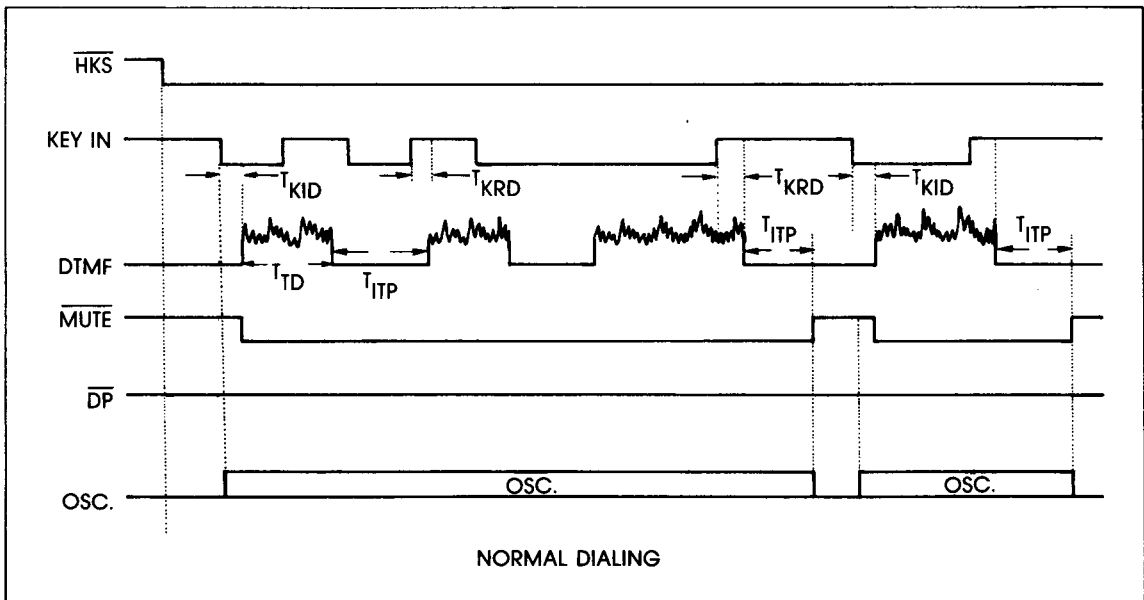 HKS
KEY IN
TKID TKRD TKRD TKID
TITP TITP
DTMF
TTD TITP
MUTE
DP
OSC. OSC.
OSC.
NORMAL DIALING